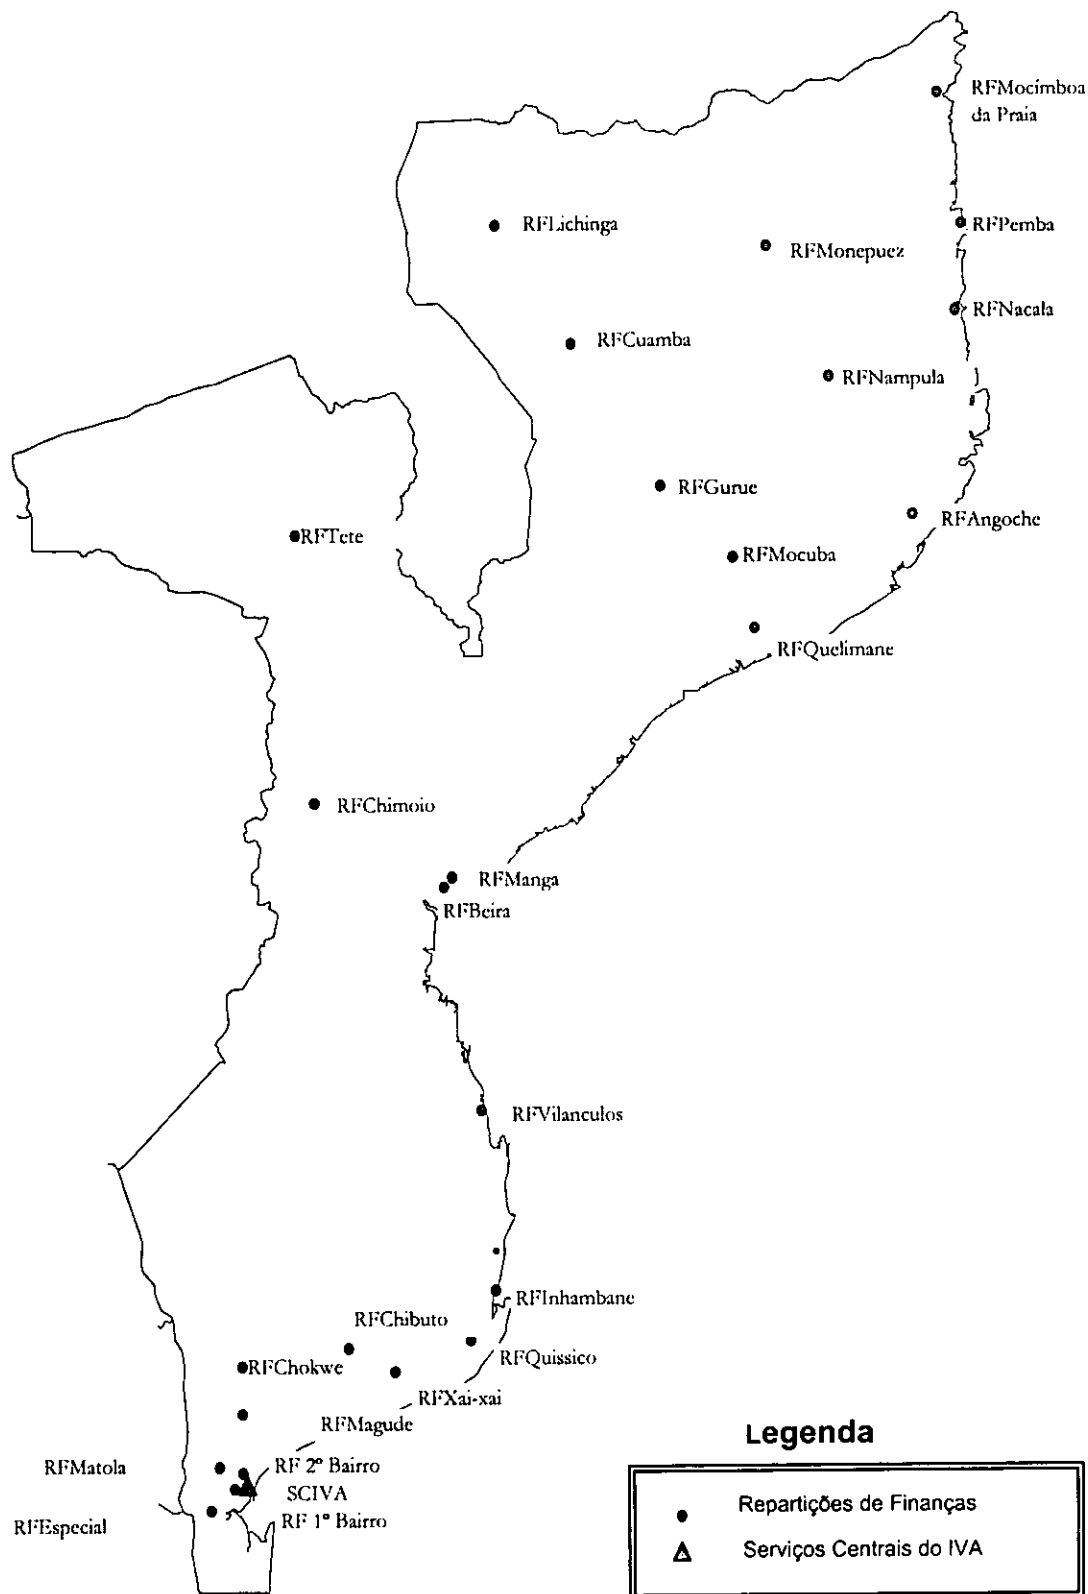 RFMocímboa
da Praia
RFLichinga
RFPemba
RFMonepuez
RFNacala
RFCuamba
RFNampula
RFGurue
RFAngoche
RFTete
RFMocuba
RFQuelimane
RFChimoio
RFManga
RFBeira
RFVilanculos
RFInhambane
RFChibuto
RFQuissico
RFChokwe
RFXai-xai
RFMagude
RFMatola
RF 2º Bairro
SCIVA
RFEspecial
RF 1º Bairro
Legenda
Repartições de Finanças
Serviços Centrais do IVA